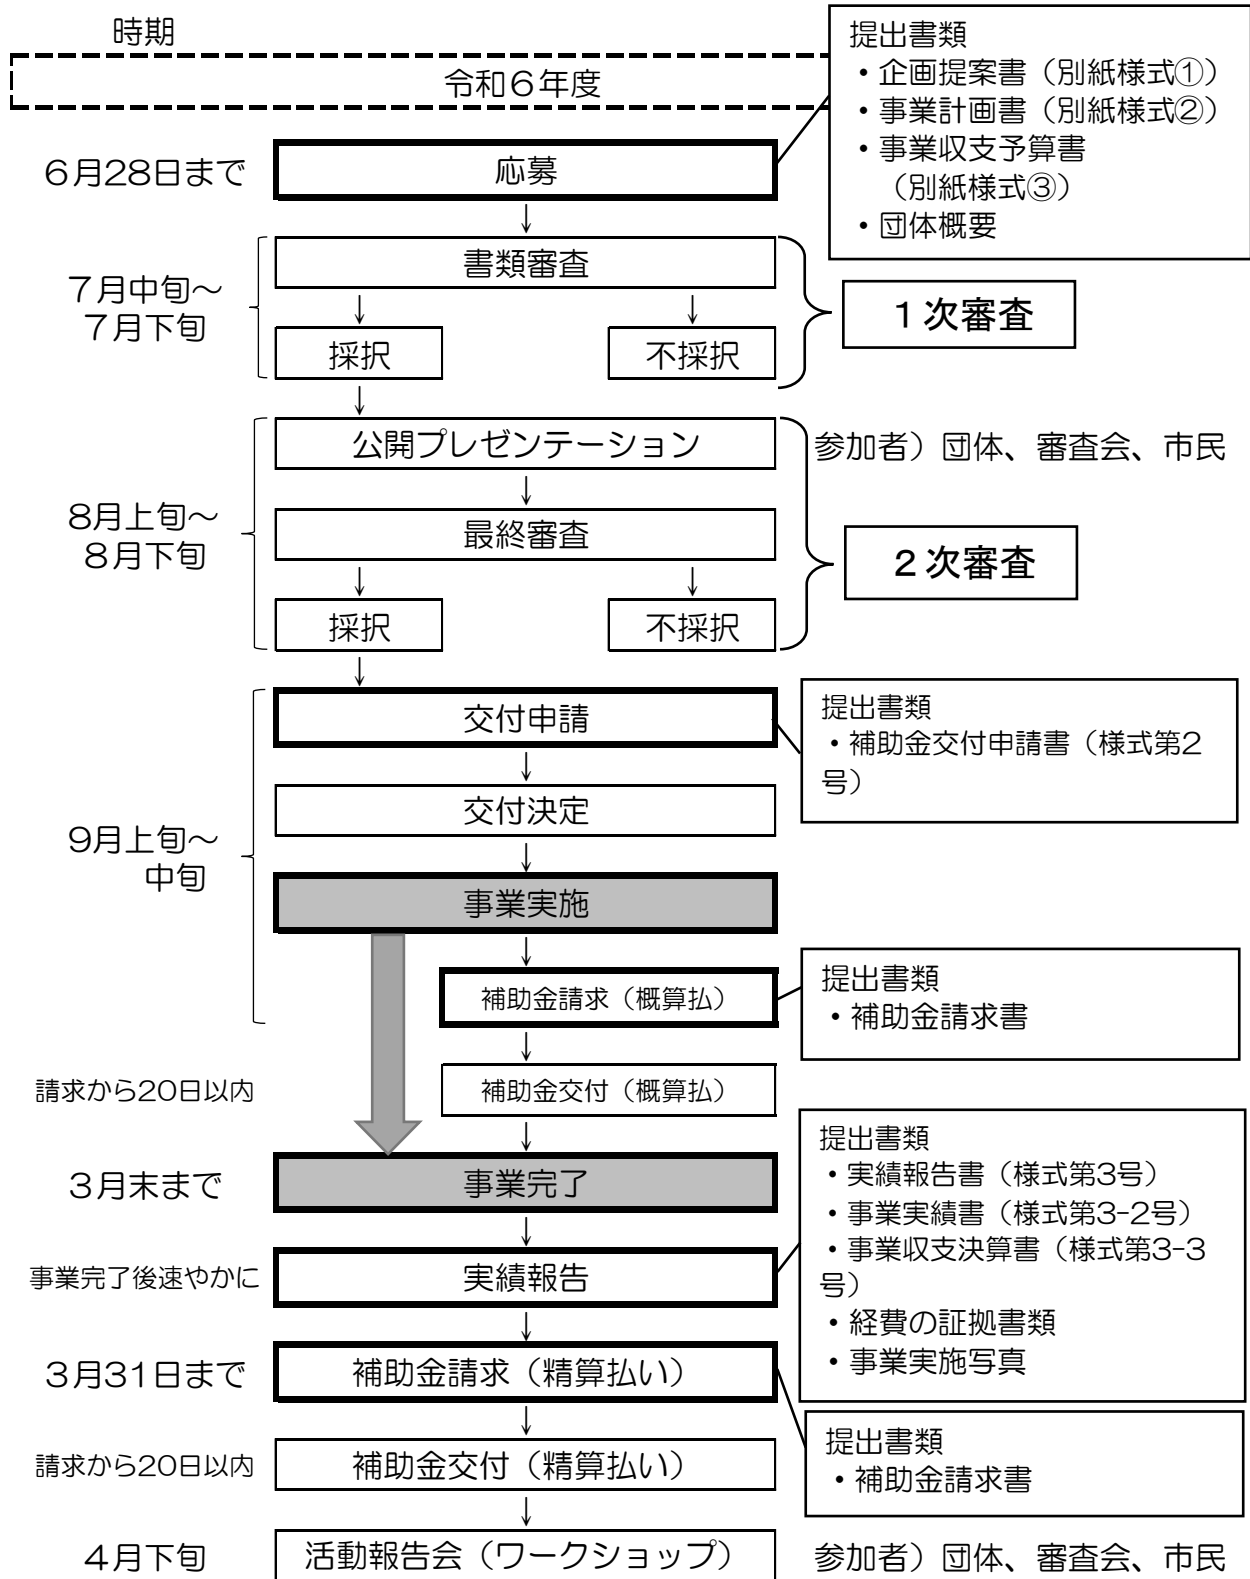 時期
令和６年度
提出書類
・企画提案書（別紙様式①）
・事業計画書（別紙様式②）
・事業収支予算書
（別紙様式③）
・団体概要
６月28日まで
応募
書類審査
７月中旬～
７月下旬
採択
不採択
１次審査
公開プレゼンテーション
参加者）団体、審査会、市民
8月上旬～
８月下旬
最終審査
２次審査
採択
不採択
交付申請
提出書類
・補助金交付申請書（様式第2
号）
交付決定
9月上旬～
中旬
事業実施
補助金請求（概算払）
提出書類
・補助金請求書
請求から20日以内
補助金交付（概算払）
３月末まで
事業完了
提出書類
・実績報告書（様式第3号）
・事業実績書（様式第3-2号）
・事業収支決算書（様式第3-3
号）
・経費の証拠書類
・事業実施写真
事業完了後速やかに
実績報告
３月31日まで
補助金請求（精算払い）
提出書類
・補助金請求書
請求から20日以内
補助金交付（精算払い）
４月下旬
活動報告会（ワークショップ）
参加者）団体、審査会、市民